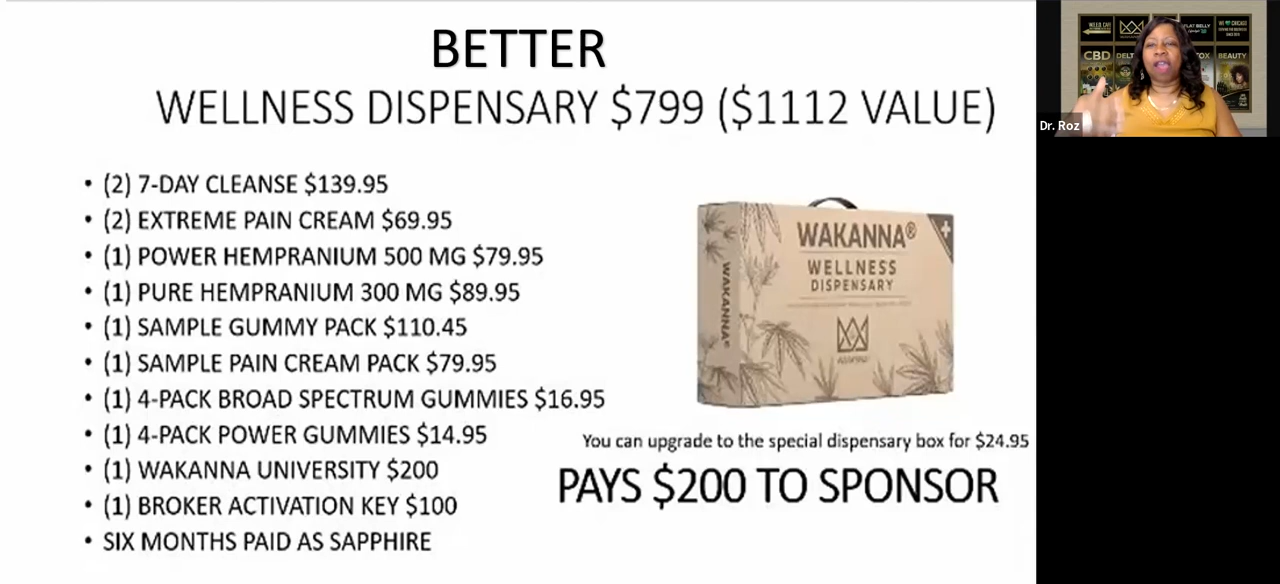 BETTER
WELLNESS DISPENSARY $799 ($1112 VALUE)
• (2) 7-DAY CLEANSE $139.95
• (2) EXTREME PAIN CREAM $69.95
• (1) POWER HEMPRANIUM 500 MG $79.95
• (1) PURE HEMPRANIUM 300 MG $89.95
• (1) SAMPLE GUMMY PACK $110.45
• (1) SAMPLE PAIN CREAM PACK $79.95
• (1) 4-PACK BROAD SPECTRUM GUMMIES $16.95
• (1) 4-PACK POWER GUMMIES $14.95
• (1) WAKANNA UNIVERSITY $200
• (1) BROKER ACTIVATION KEY $100
• SIX MONTHS PAID AS SAPPHIRE
WAKANNA®
WELLNESS
DISPENSARY
WAKANNA®
You can upgrade to the special dispensary box for $24.95
PAYS $200 TO SPONSOR
CBD
BEAUTY
Dr. Roz